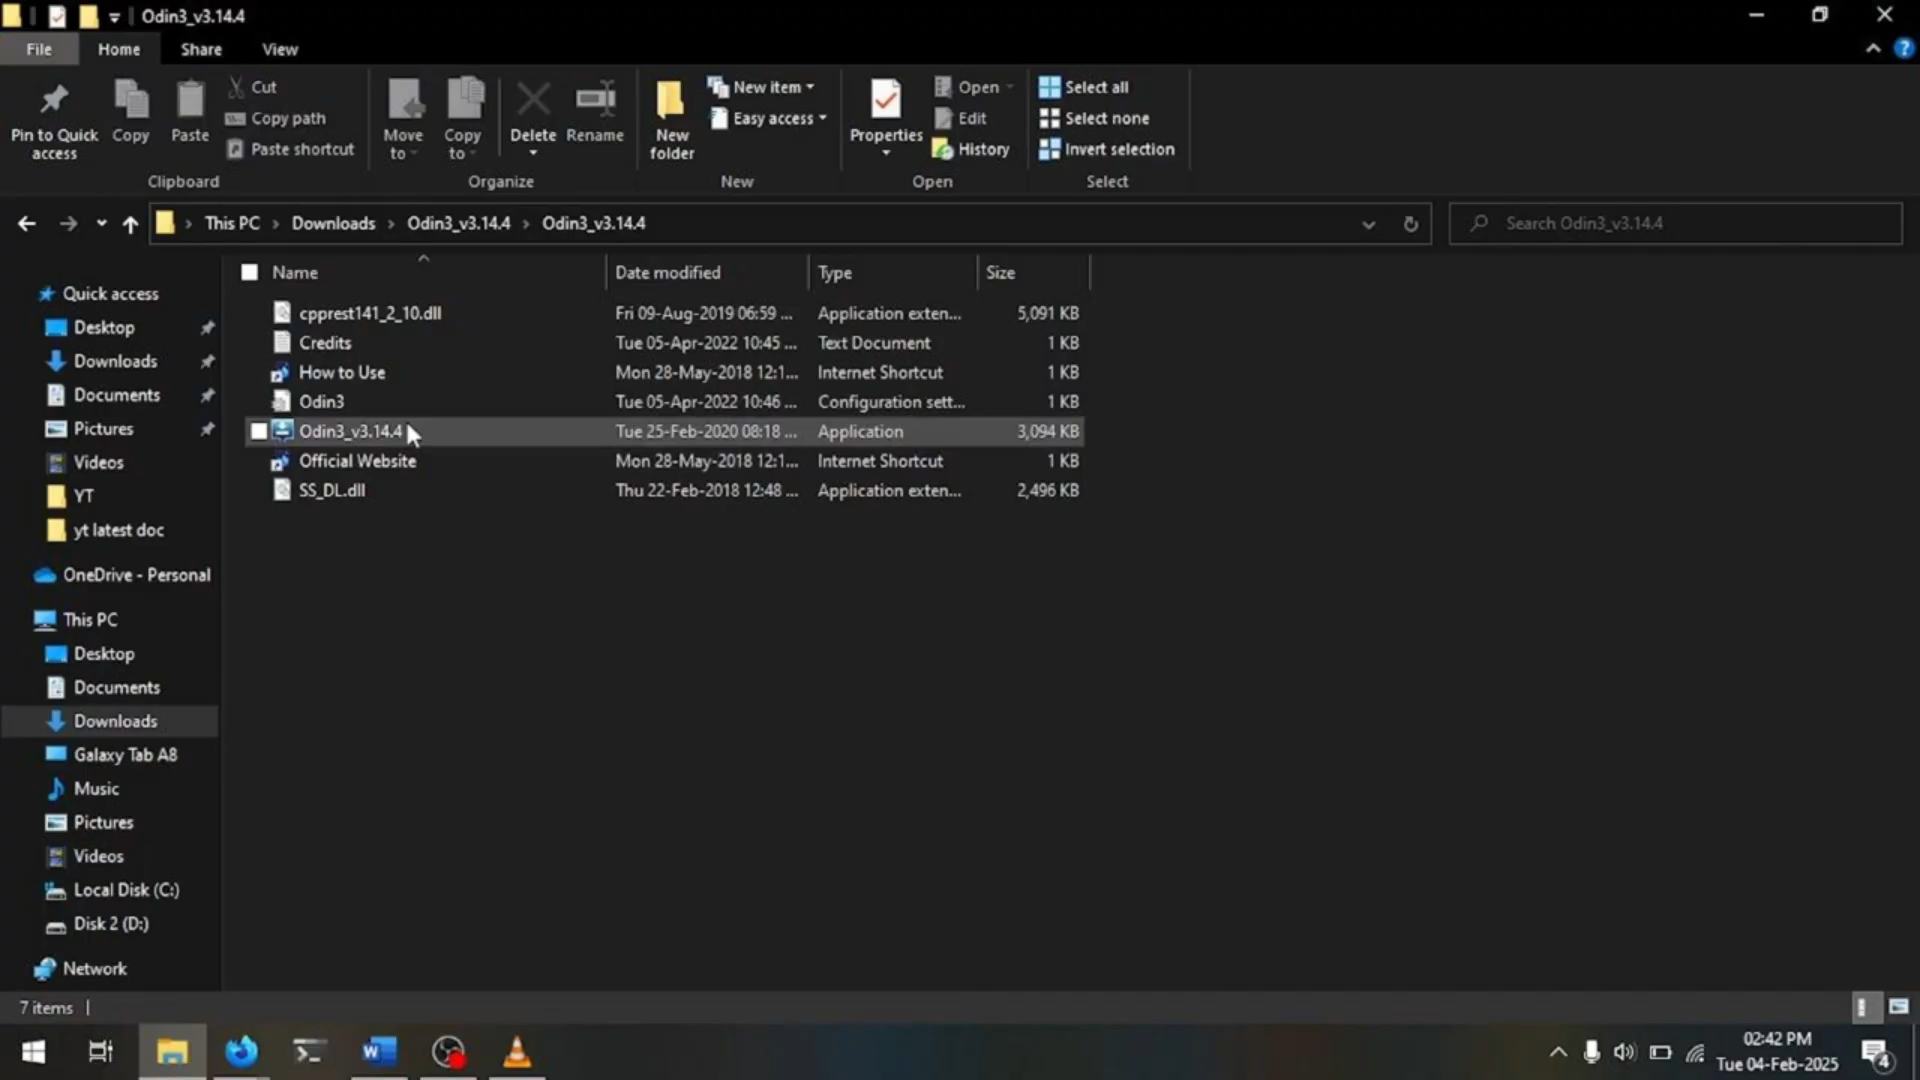 Odin3_v3.14.4
File Home Share View
Pin to Quick access
Copy
Paste
Cut
Copy path
Paste shortcut
Clipboard
Move to
Copy to
Delete
Rename
Organize
New folder
New item
Easy access
New
Properties
Open
Edit
History
Open
Select all
Select none
Invert selection
Select
This PC › Downloads › Odin3_v3.14.4 › Odin3_v3.14.4
Search Odin3_v3.14.4
Quick access
Desktop
Downloads
Documents
Pictures
Videos
YT
yt latest doc
OneDrive - Personal
This PC
Desktop
Documents
Downloads
Galaxy Tab A8
Music
Pictures
Videos
Local Disk (C:)
Disk 2 (D:)
Network
Name Date modified Type Size
cpprest141_2_10.dll Fri 09-Aug-2019 06:59 ... Application exten... 5,091 KB
Credits Tue 05-Apr-2022 10:45 ... Text Document 1 KB
How to Use Mon 28-May-2018 12:1... Internet Shortcut 1 KB
Odin3 Tue 05-Apr-2022 10:46 ... Configuration sett... 1 KB
Odin3_v3.14.4 Tue 25-Feb-2020 08:18 ... Application 3,094 KB
Official Website Mon 28-May-2018 12:1... Internet Shortcut 1 KB
SS_DL.dll Thu 22-Feb-2018 12:48 ... Application exten... 2,496 KB
7 items
02:42 PM
Tue 04-Feb-2025
4